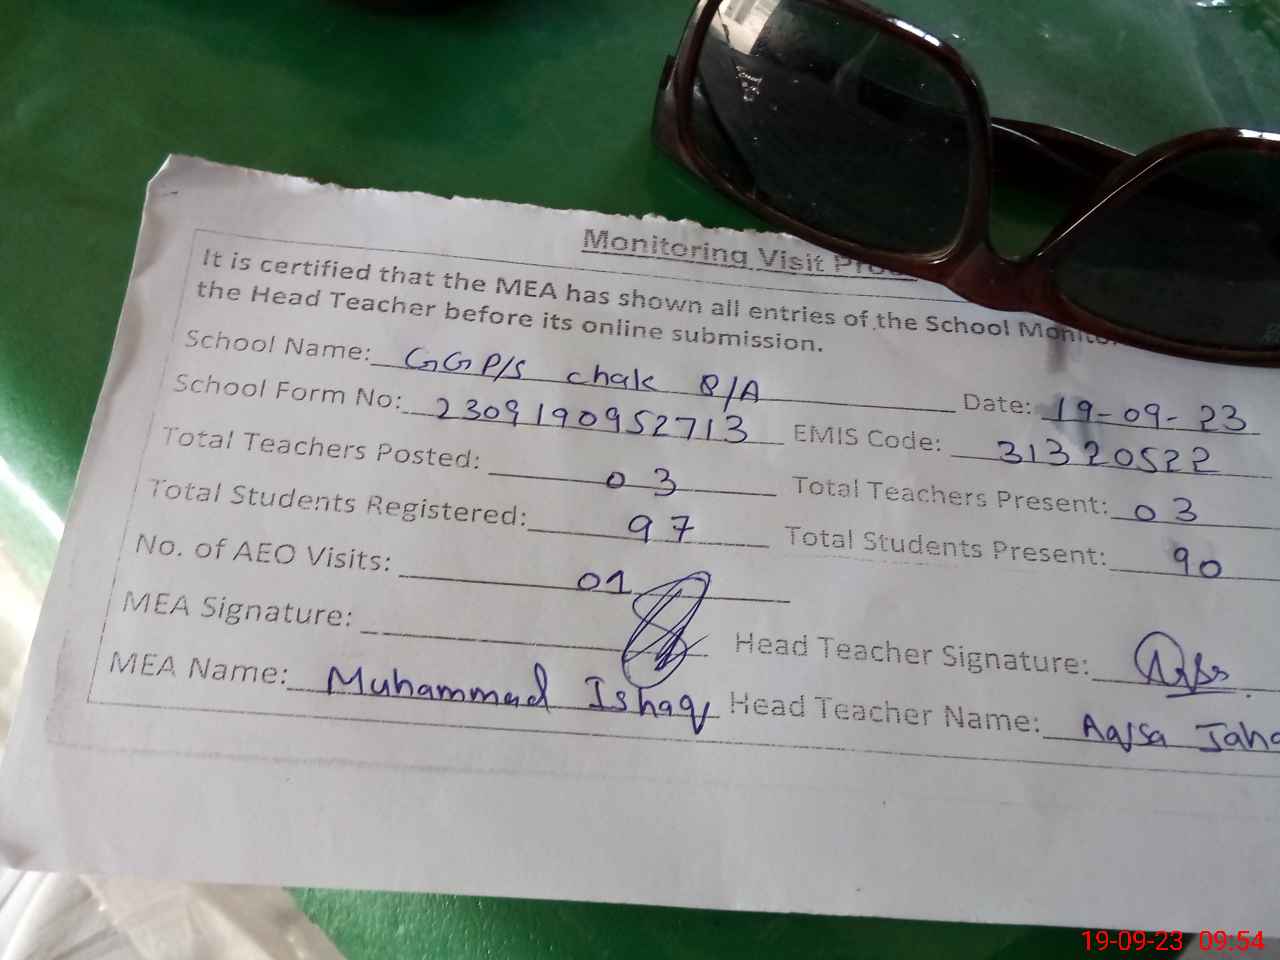 Monitoring Visit
It is certified that the MEA has shown all entries of the School
the Head Teacher before its online submission.
School Name: GGP/S chak 8/A Date: 19-09-23
School Form No: 2309190952713 EMIS Code: 31320522
Total Teachers Posted: 03 Total Teachers Present: 03
Total Students Registered: 97 Total Students Present: 90
No. of AEO Visits: 01
MEA Signature: Head Teacher Signature:
MEA Name: Muhammad Ishaq Head Teacher Name:
19-09-23 09:54